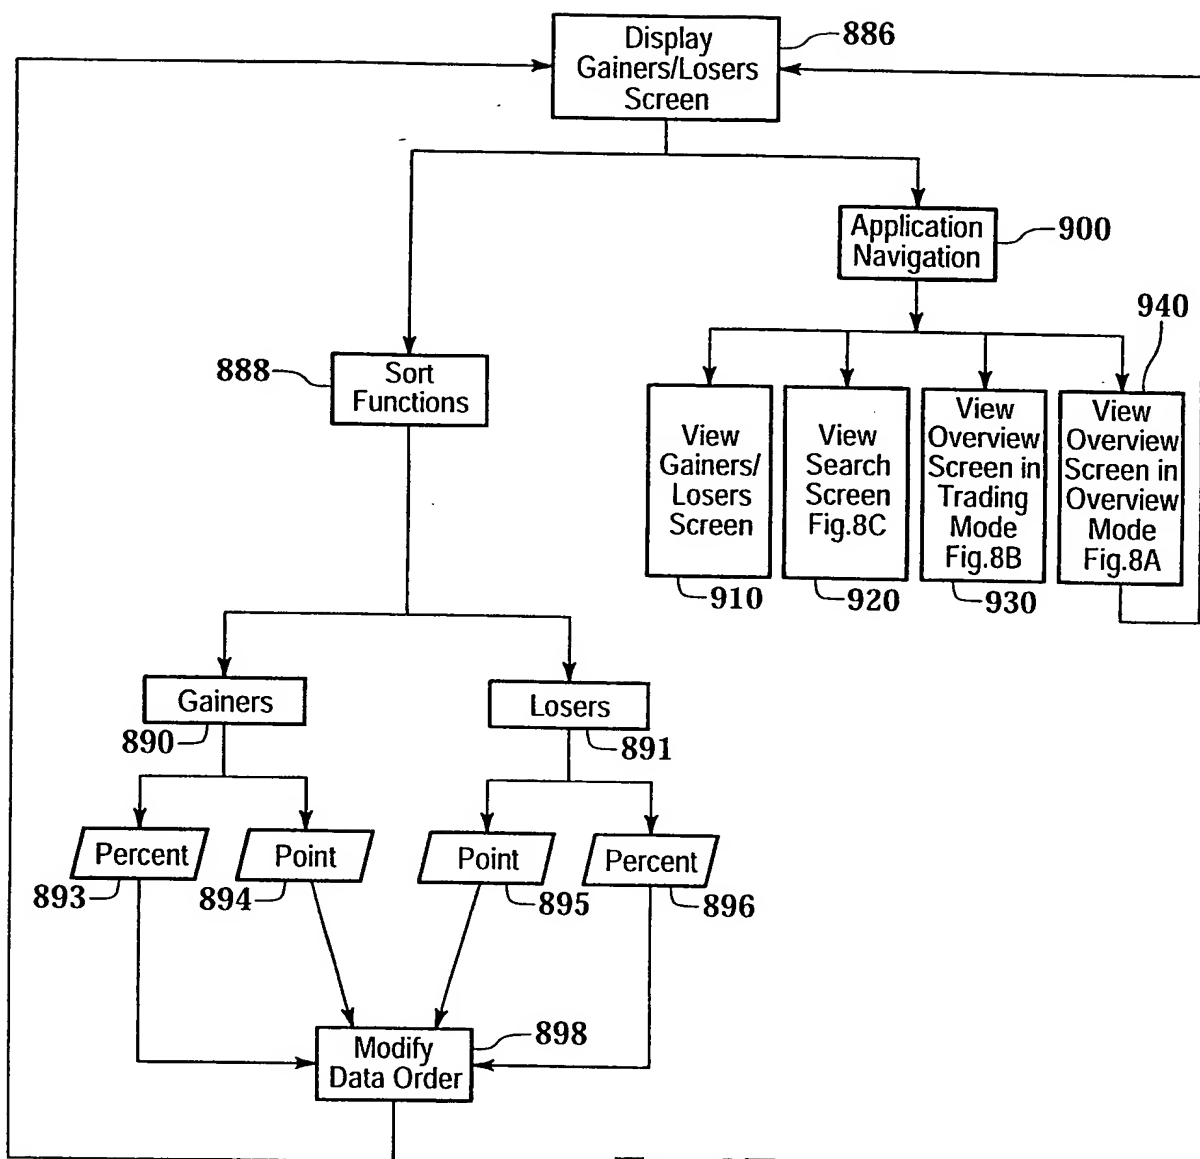 Display
Gainers/Losers
Screen
886
Application
Navigation
900
940
888
Sort
Functions
View
Gainers/
Losers
Screen
910
View
Search
Screen
Fig.8C
920
View
Overview
Screen in
Trading
Mode
Fig.8B
930
View
Overview
Screen in
Overview
Mode
Fig.8A
Gainers
890
Losers
891
Percent
893
Point
894
Point
895
Percent
896
Modify
Data Order
898